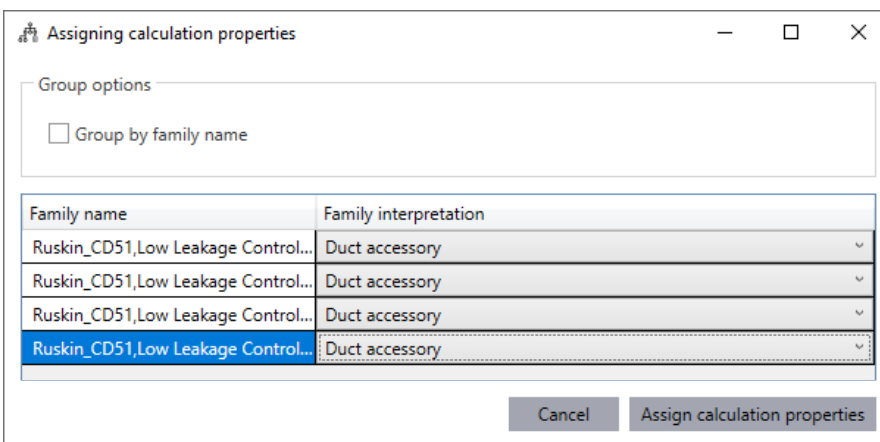 Assigning calculation properties
Group options
Group by family name
Family name Family interpretation
Ruskin_CD51,Low Leakage Control... Duct accessory
Ruskin_CD51,Low Leakage Control... Duct accessory
Ruskin_CD51,Low Leakage Control... Duct accessory
Ruskin_CD51,Low Leakage Control... Duct accessory
Cancel Assign calculation properties